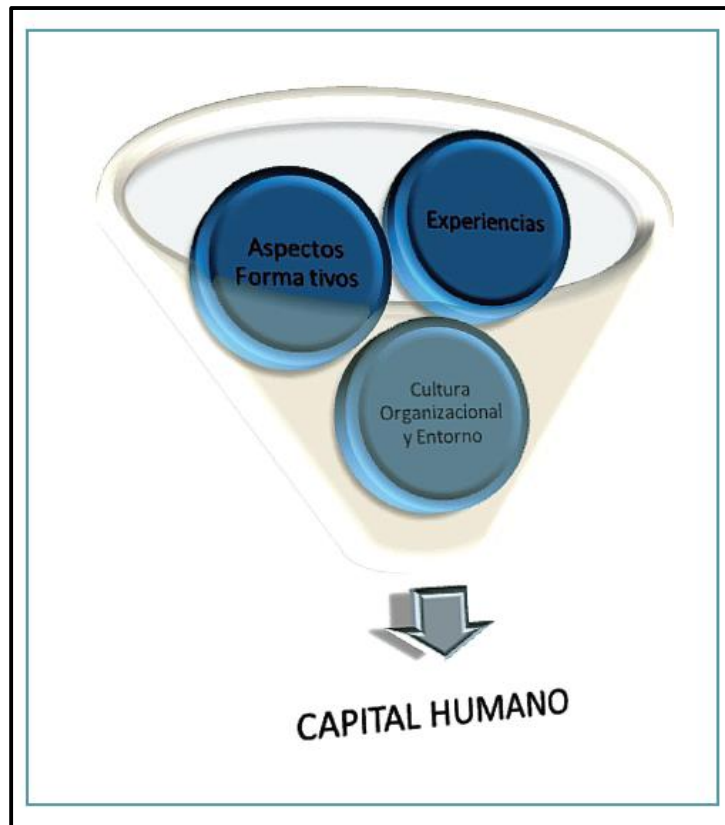 Experiencias
Aspectos
Forma tivos
Cultura
Organizacional
y Entorno
CAPITAL HUMANO